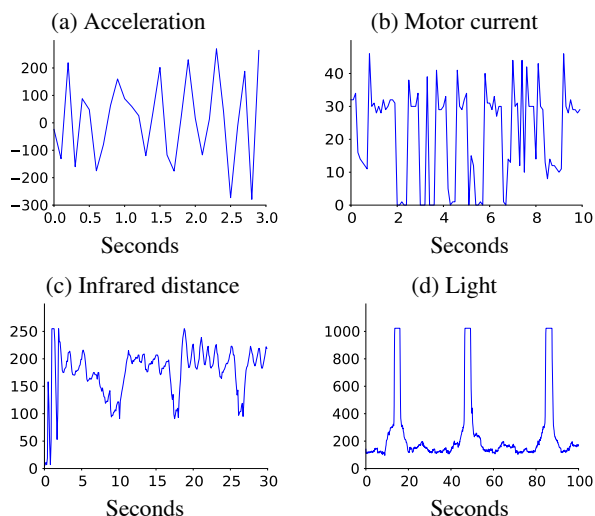 (a) Acceleration
200
100
0
−100
−200
−300
0.0 0.5 1.0 1.5 2.0 2.5 3.0
Seconds
(b) Motor current
40
30
20
10
0
0 2 4 6 8 10
Seconds
(c) Infrared distance
250
200
150
100
50
0
0 5 10 15 20 25 30
Seconds
(d) Light
1000
800
600
400
200
0
0 20 40 60 80 100
Seconds